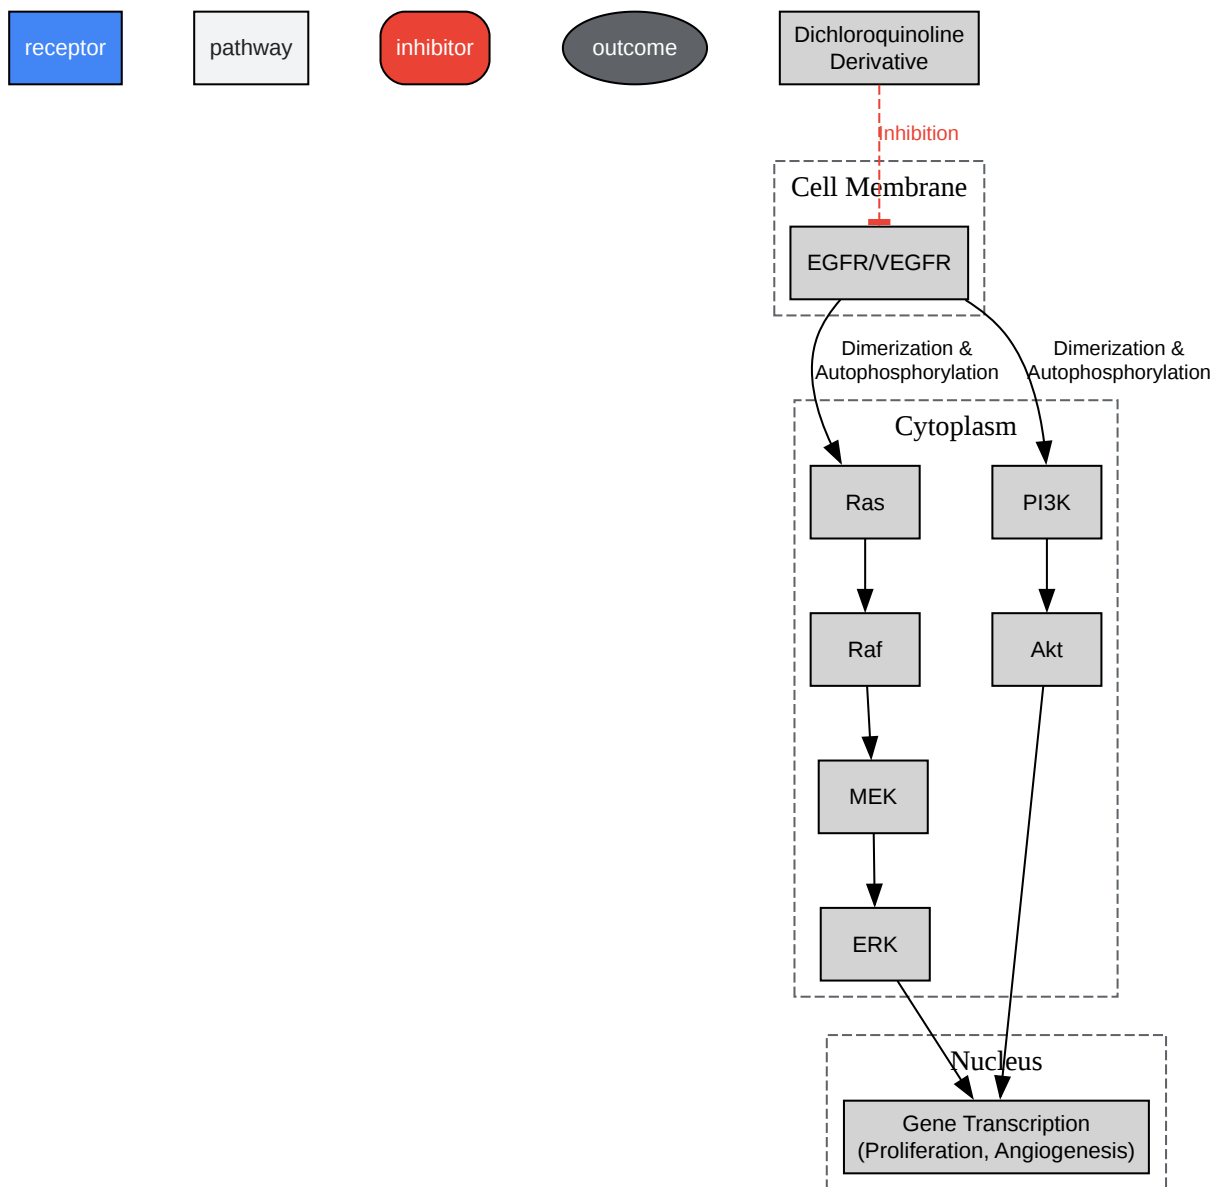 receptor
pathway
inhibitor
outcome
Dichloroquinoline
Derivative
Inhibition
Cell Membrane
EGFR/VEGFR
Dimerization &
Autophosphorylation
Dimerization &
Autophosphorylation
Cytoplasm
Ras
PI3K
Raf
Akt
MEK
ERK
Nucleus
Gene Transcription
(Proliferation, Angiogenesis)